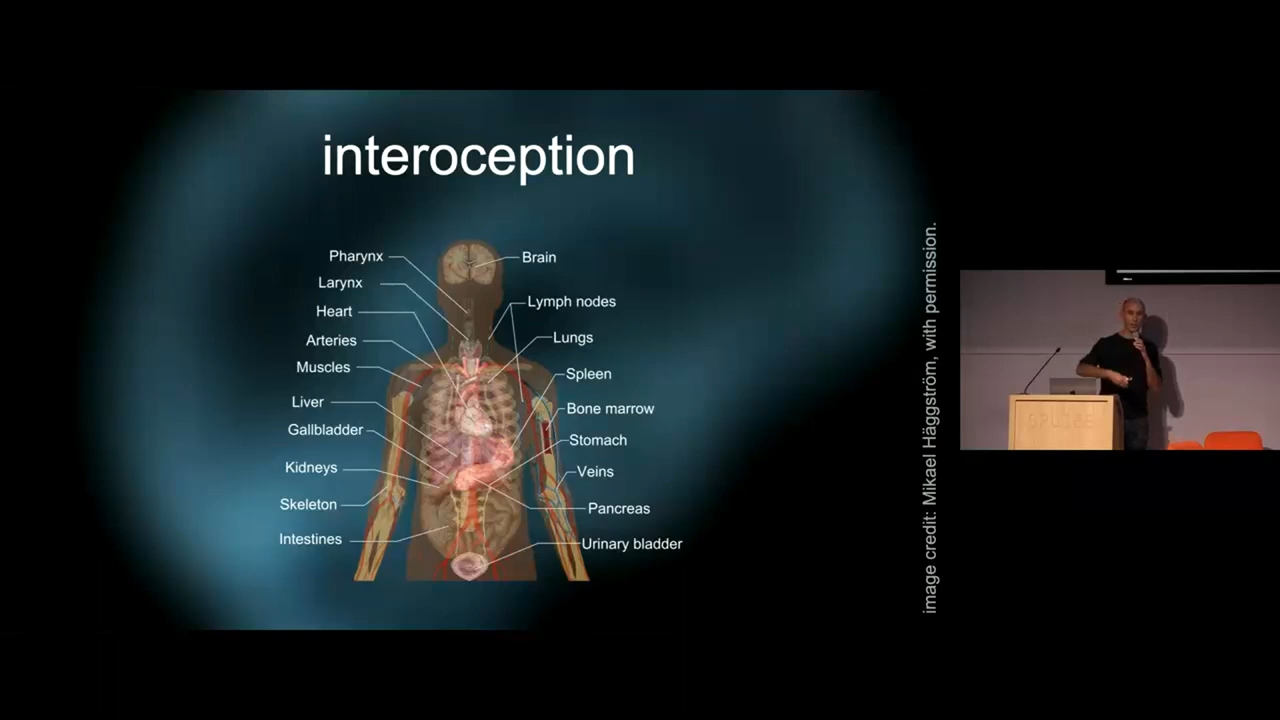 interoception
Pharynx
Brain
Larynx
Lymph nodes
Heart
Lungs
Arteries
Muscles
Spleen
Liver
Bone marrow
Gallbladder
Stomach
Kidneys
Veins
Skeleton
Pancreas
Intestines
Urinary bladder
image credit: Mikael Häggström, with permission.